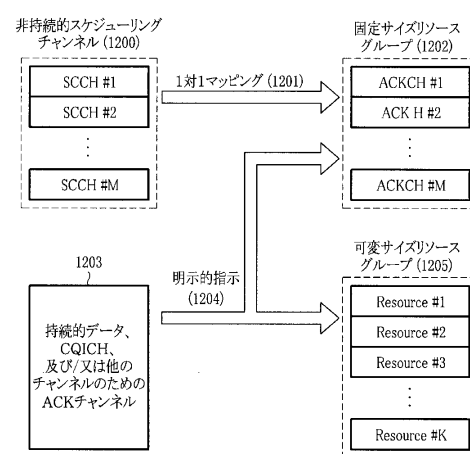 非持続的スケジューリング
チャンネル (1200)
SCCH #1
SCCH #2
SCCH #M
1対1マッピング (1201)
固定サイズリソース
グループ (1202)
ACKCH #1
ACK H #2
ACKCH #M
1203
持続的データ、
CQICH、
及び/又は他の
チャンネルのための
ACKチャンネル
明示的指示
(1204)
可変サイズリソース
グループ (1205)
Resource #1
Resource #2
Resource #3
Resource #K